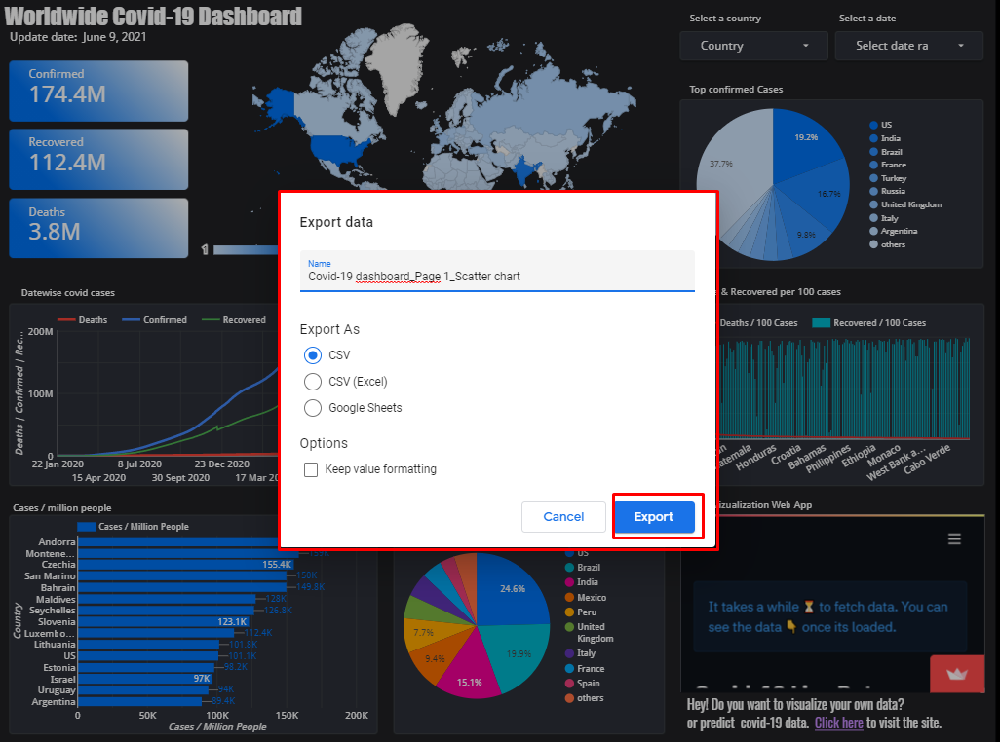 Worldwide Covid-19 Dashboard
Update date: June 9, 2021
Confirmed
174.4M
Recovered
112.4M
Deaths
3.8M
1
Select a country
Country
Select a date
Select date ra
Top confirmed Cases
19.2%
16.7%
9.8%
37.7%
US
India
Brazil
France
Turkey
Russia
United Kingdom
Italy
Argentina
others
Export data
Name
Covid-19 dashboard_Page 1_Scatter chart
Export As
CSV
CSV (Excel)
Google Sheets
Options
Keep value formatting
Cancel
Export
Datewise covid cases
Deaths
Confirmed
Recovered
Deaths | Confirmed | Rec...
200M
100M
0
22 Jan 2020
8 Jul 2020
23 Dec 2020
15 Apr 2020
30 Sept 2020
17 Mar 20
& Recovered per 100 cases
Deaths / 100 Cases
Recovered / 100 Cases
Honduras
Croatia
Bahamas
Philippines
Ethiopia
Monaco
West Bank a...
Cabo Verde
Cases / million people
Cases / Million People
Country
Andorra
Montene...
Czechia
155.4K
San Marino
150K
Bahrain
149.8K
Maldives
128K
Seychelles
126.8K
Slovenia
123.1K
Luxembo...
112.4K
Lithuania
101.8K
US
101.1K
Estonia
98.2K
Israel
97K
Uruguay
94K
Argentina
89.4K
0
50K
100K
150K
200K
Cases / Million People
24.6%
19.9%
15.1%
9.4%
7.7%
US
Brazil
India
Mexico
Peru
United
Kingdom
Italy
France
Spain
others
izualization Web App
It takes a while ⏳ to fetch data. You can
see the data 👇 once its loaded.
Hey! Do you want to visualize your own data?
or predict covid-19 data. Click here to visit the site.